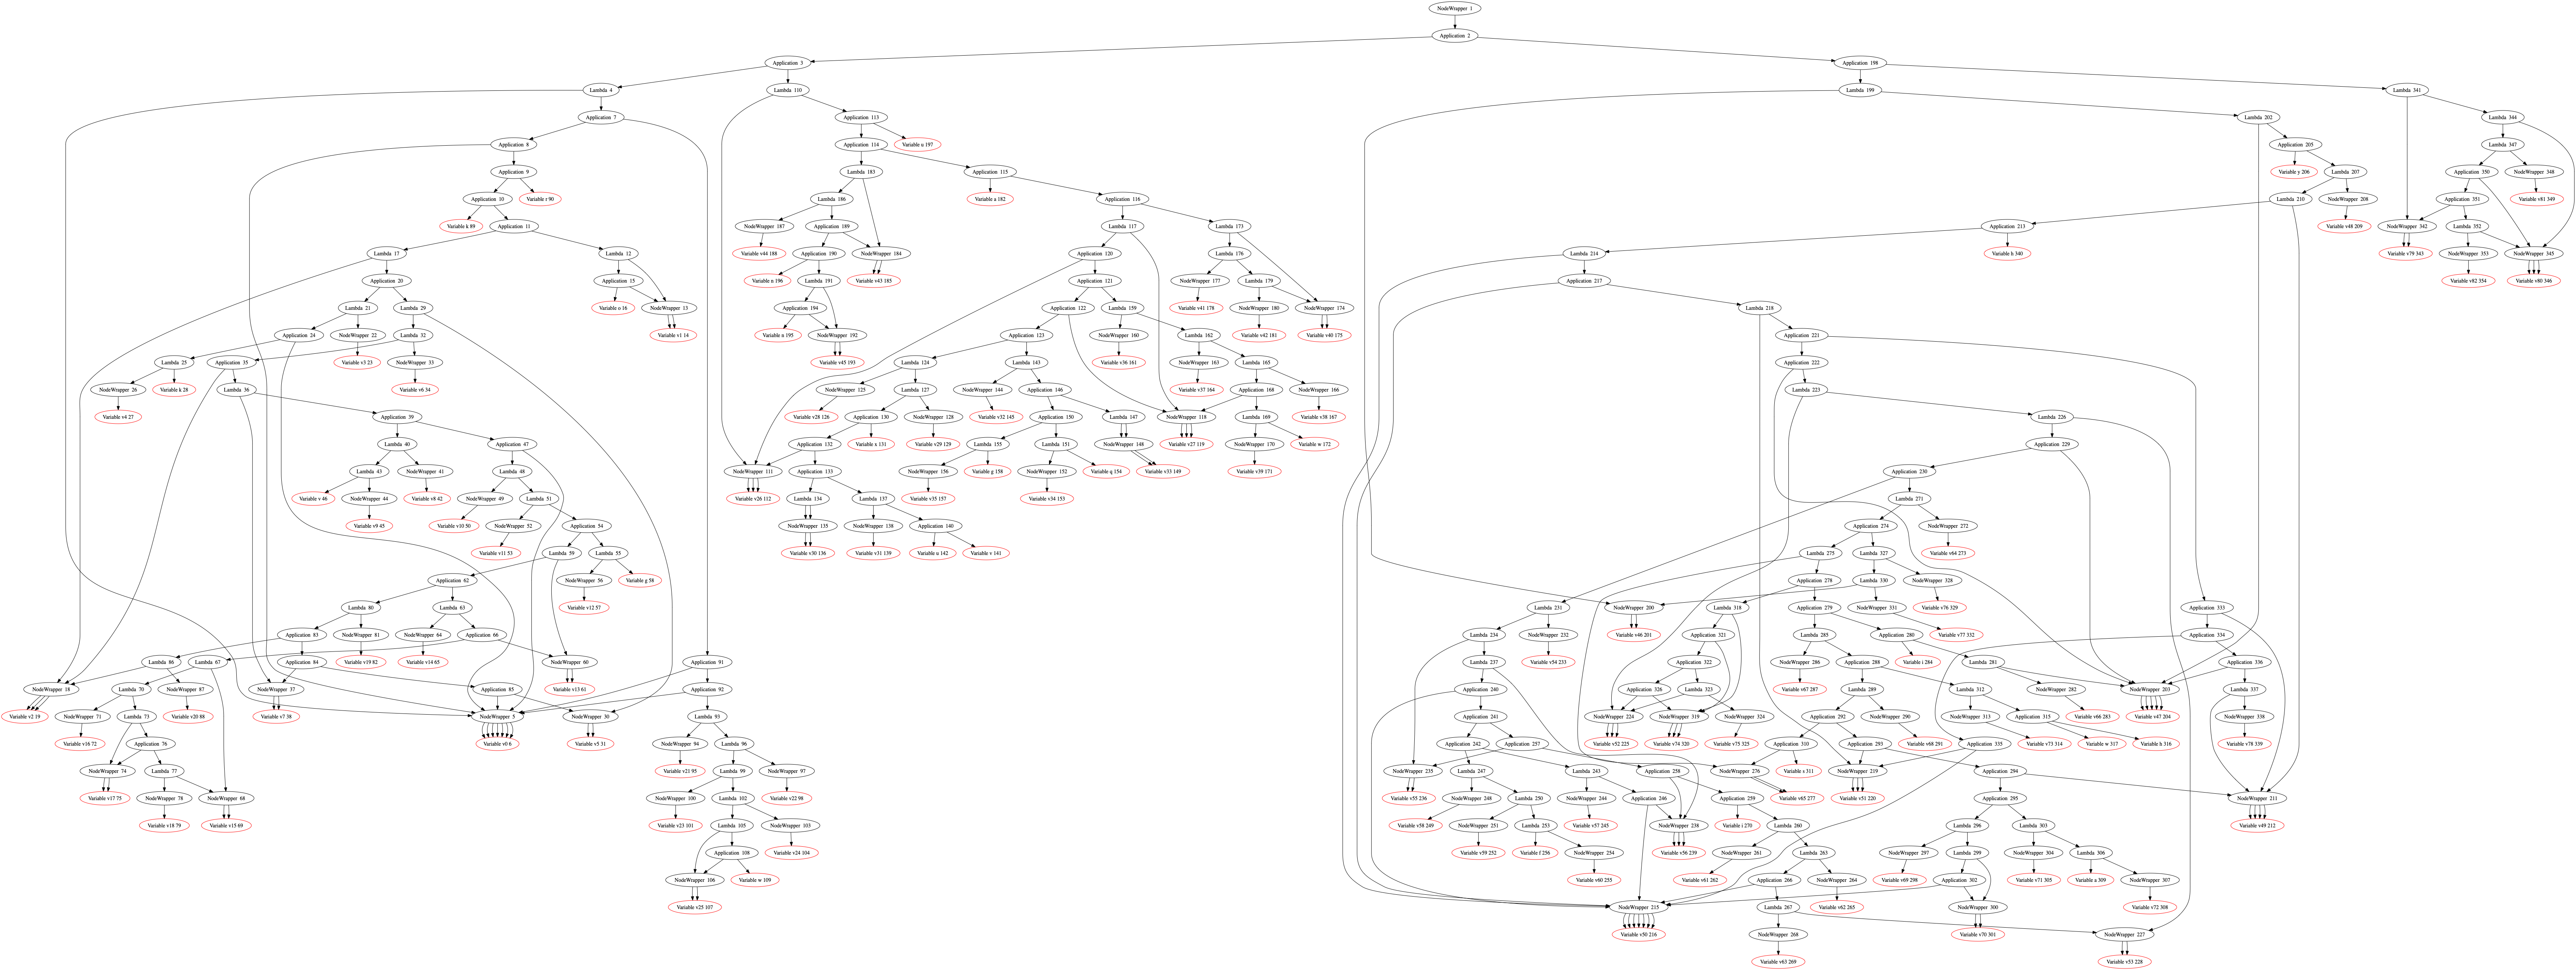 NodeWrapper 1
Application 2
Application 3
Application 198
Lambda 4
Lambda 110
Lambda 199
Lambda 341
Application 7
Application 113
Lambda 202
Lambda 344
Application 8
Application 114
Variable u 197
Application 205
Lambda 347
Application 9
Lambda 183
Application 115
Variable y 206
Lambda 207
Application 350
NodeWrapper 348
Application 10
Variable r 90
Lambda 186
Variable a 182
Application 116
Lambda 210
NodeWrapper 208
Application 351
Variable v81 349
Variable k 89
Application 11
NodeWrapper 187
Application 189
Lambda 117
Lambda 173
Application 213
Variable v48 209
NodeWrapper 342
Lambda 352
Lambda 17
Lambda 12
Variable v44 188
Application 190
NodeWrapper 184
Application 120
Lambda 176
Lambda 214
Variable h 340
Variable v79 343
NodeWrapper 353
NodeWrapper 345
Application 20
Application 15
Variable n 196
Lambda 191
Variable v43 185
Application 121
NodeWrapper 177
Lambda 179
Application 217
Variable v82 354
Variable v80 346
Lambda 21
Lambda 29
Variable o 16
NodeWrapper 13
Application 194
Application 122
Lambda 159
Variable v41 178
NodeWrapper 180
NodeWrapper 174
Lambda 218
Application 24
NodeWrapper 22
Lambda 32
Variable v1 14
Variable n 195
NodeWrapper 192
Application 123
NodeWrapper 160
Lambda 162
Variable v42 181
Variable v40 175
Application 221
Lambda 25
Application 35
Variable v3 23
NodeWrapper 33
Variable v45 193
Lambda 124
Lambda 143
Variable v36 161
NodeWrapper 163
Lambda 165
Application 222
NodeWrapper 26
Variable k 28
Lambda 36
Variable v6 34
NodeWrapper 125
Lambda 127
NodeWrapper 144
Lambda 146
Variable v37 164
Application 168
NodeWrapper 166
Lambda 223
Variable v4 27
Application 39
Variable v28 126
Application 130
NodeWrapper 128
Variable v32 145
Application 150
Lambda 147
NodeWrapper 118
Lambda 169
Variable v38 167
Lambda 226
Lambda 40
Application 47
Application 132
Variable x 131
Variable v29 129
Lambda 155
Lambda 151
NodeWrapper 148
Variable v27 119
NodeWrapper 170
Variable w 172
Application 229
Lambda 43
NodeWrapper 41
Lambda 48
NodeWrapper 111
Application 133
NodeWrapper 156
Variable g 158
NodeWrapper 152
Variable q 154
Variable v33 149
Variable v39 171
Application 230
Variable v 46
NodeWrapper 44
Variable v8 42
NodeWrapper 49
Lambda 51
Variable v26 112
Lambda 134
Lambda 137
Variable v35 157
Variable v34 153
Lambda 271
Variable v9 45
Variable v10 50
NodeWrapper 52
Application 54
NodeWrapper 135
NodeWrapper 138
Application 140
Application 274
NodeWrapper 272
Variable v11 53
Lambda 59
Lambda 55
Variable v30 136
Variable v31 139
Variable u 142
Variable v 141
Lambda 275
Lambda 327
Variable v64 273
Application 62
NodeWrapper 56
Variable g 58
Application 278
Lambda 330
NodeWrapper 328
Lambda 80
Lambda 63
Variable v12 57
Lambda 231
NodeWrapper 200
Lambda 318
Application 279
NodeWrapper 331
Variable v76 329
Application 333
Application 83
NodeWrapper 81
NodeWrapper 64
Application 66
Lambda 234
NodeWrapper 232
Variable v46 201
Application 321
Lambda 285
Application 280
Variable v77 332
Application 334
Lambda 86
Lambda 67
Application 84
Variable v19 82
Variable v14 65
NodeWrapper 60
Application 91
Lambda 237
Variable v54 233
Application 322
NodeWrapper 286
Application 288
Variable i 284
Lambda 281
Application 336
NodeWrapper 18
Lambda 70
NodeWrapper 87
NodeWrapper 37
Application 85
Variable v13 61
Application 92
Application 240
Application 326
Lambda 323
Variable v67 287
Lambda 289
Lambda 312
NodeWrapper 282
NodeWrapper 203
Lambda 337
Variable v2 19
NodeWrapper 71
Lambda 73
Variable v20 88
Variable v7 38
NodeWrapper 5
NodeWrapper 30
Lambda 93
Application 241
NodeWrapper 224
NodeWrapper 319
NodeWrapper 324
Application 292
NodeWrapper 290
NodeWrapper 313
Application 315
Variable v66 283
Variable v47 204
NodeWrapper 338
Variable v16 72
Application 76
Variable v0 6
Variable v5 31
NodeWrapper 94
Lambda 96
Application 242
Application 257
Variable v52 225
Variable v74 320
Variable v75 325
Application 310
Application 293
Variable v68 291
Variable v73 314
Variable w 317
Variable h 316
Application 335
Variable v78 339
NodeWrapper 74
Lambda 77
Variable v21 95
Lambda 99
NodeWrapper 97
NodeWrapper 235
Lambda 247
Lambda 243
Application 258
NodeWrapper 276
Variable s 311
NodeWrapper 219
Application 294
Variable v17 75
NodeWrapper 78
NodeWrapper 68
NodeWrapper 100
Lambda 102
Variable v22 98
Variable v55 236
NodeWrapper 248
Lambda 250
NodeWrapper 244
Application 246
Application 259
Variable v65 277
Variable v51 220
Application 295
NodeWrapper 211
Variable v18 79
Variable v15 69
Variable v23 101
Lambda 105
NodeWrapper 103
Variable v58 249
NodeWrapper 251
Lambda 253
Variable v57 245
NodeWrapper 238
Variable i 270
Lambda 260
Lambda 296
Lambda 303
Variable v49 212
Application 108
Variable v24 104
Variable v59 252
Variable f 256
NodeWrapper 254
Variable v56 239
NodeWrapper 261
Lambda 263
NodeWrapper 297
Lambda 299
NodeWrapper 304
Lambda 306
NodeWrapper 106
Variable w 109
Variable v60 255
Variable v61 262
Application 266
NodeWrapper 264
Variable v69 298
Application 302
Variable v71 305
Variable a 309
NodeWrapper 307
Variable v25 107
NodeWrapper 215
Lambda 267
Variable v62 265
NodeWrapper 300
Variable v72 308
Variable v50 216
NodeWrapper 268
Variable v70 301
NodeWrapper 227
Variable v63 269
Variable v53 228